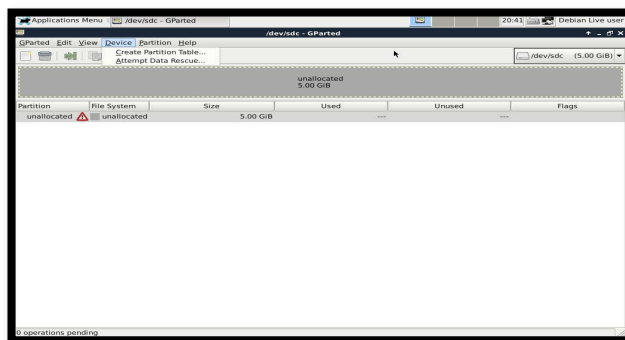 Applications Menu /dev/sdc - GParted 20:41 Debian Live user
/dev/sdc - GParted
GParted Edit View Device Partition Help
Create Partition Table...
Attempt Data Rescue...
/dev/sdc (5.00 GiB)
unallocated
5.00 GiB
Partition File System Size Used Unused Flags
unallocated unallocated 5.00 GiB --- ---
0 operations pending